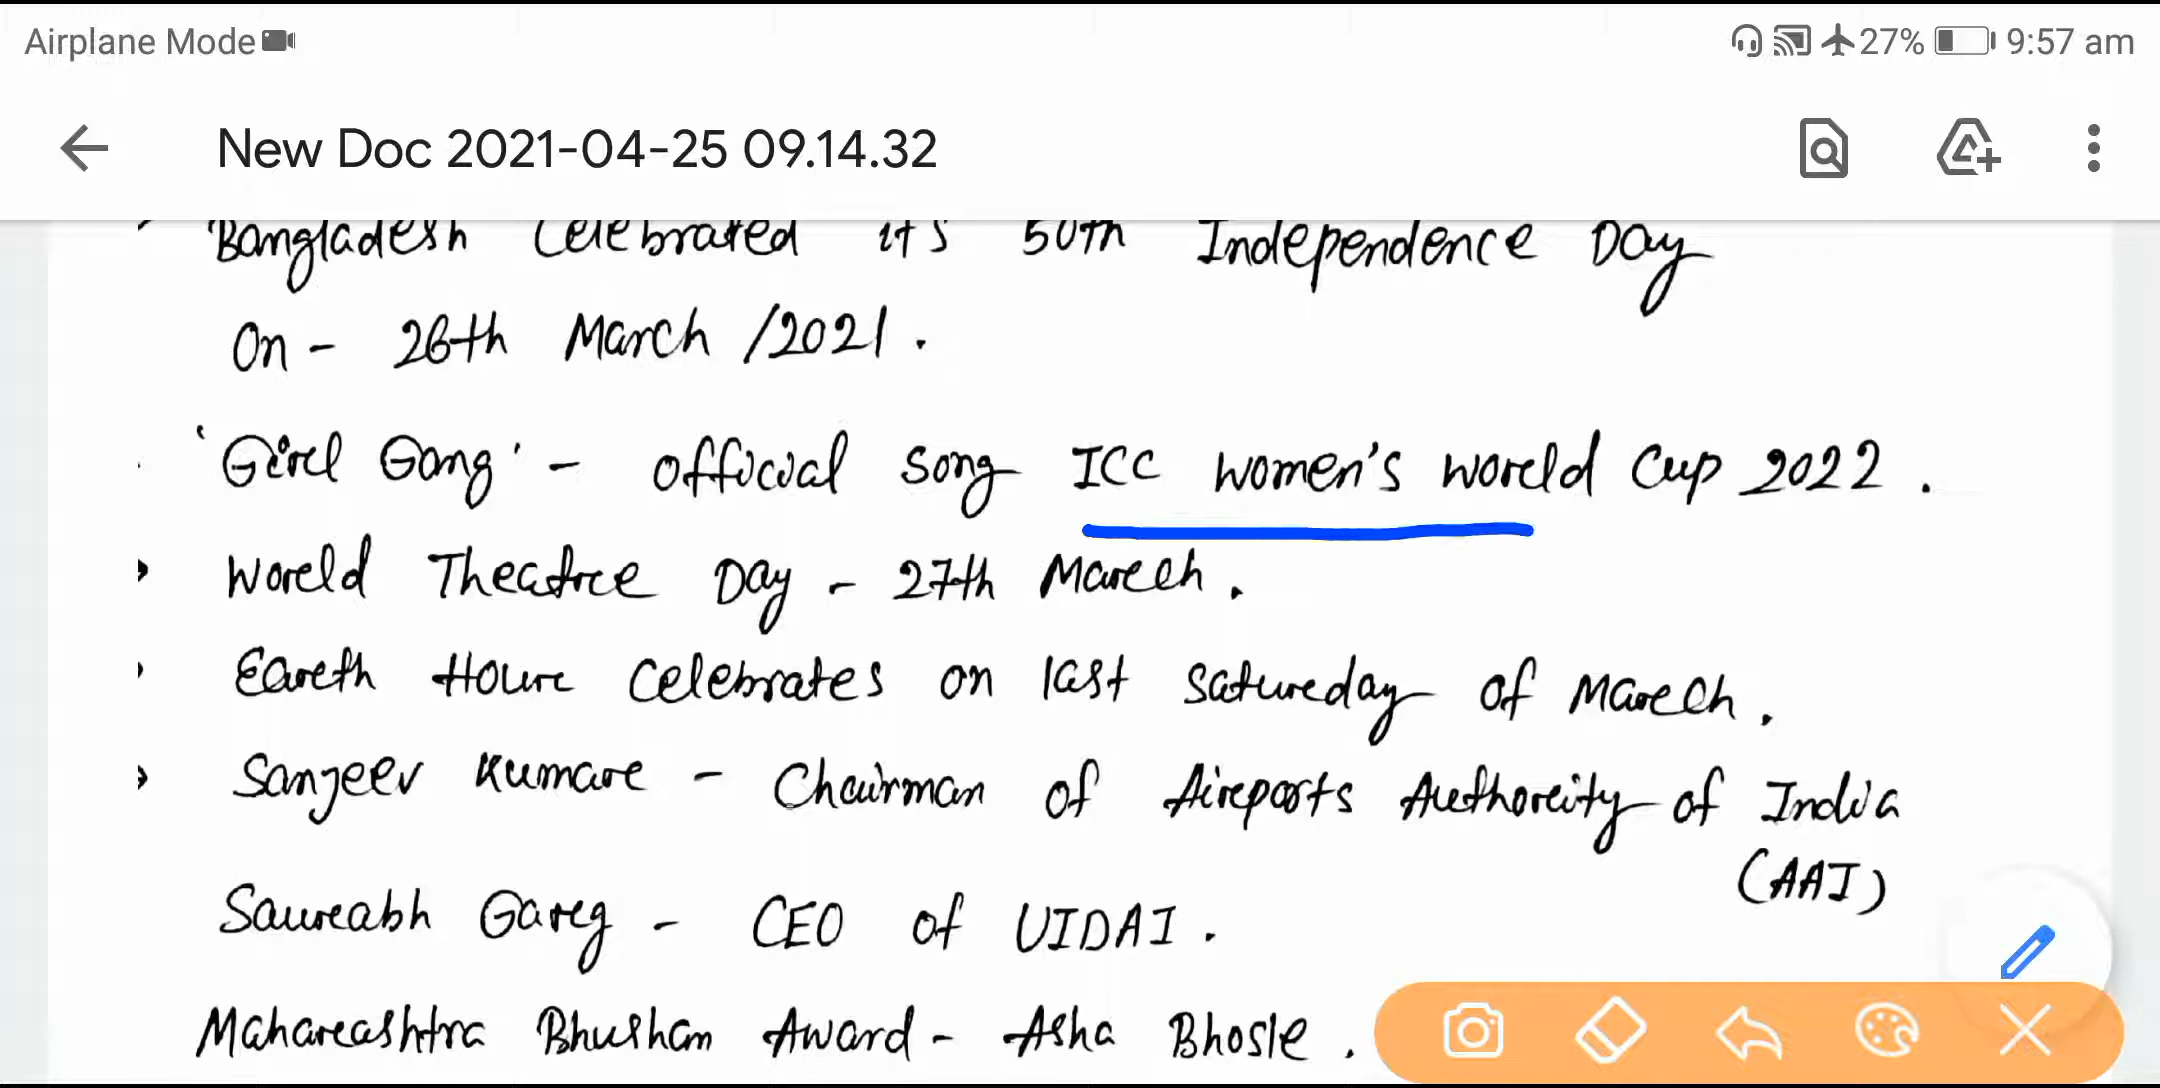 Airplane Mode
27% 9:57 am
New Doc 2021-04-25 09.14.32
Bangladesh Celebrated its 50th Independence Day
On - 26th March /2021.
'Girl Gang' - official song ICC women's world Cup 2022.
World Theatre Day - 27th March.
Earth Hour celebrates on last saturday of March.
Sanjeev Kumar - Chairman of Airports Authority of India
(AAI)
Saurabh Garg - CEO of UIDAI.
Maharashtra Bhushan Award - Asha Bhosle.